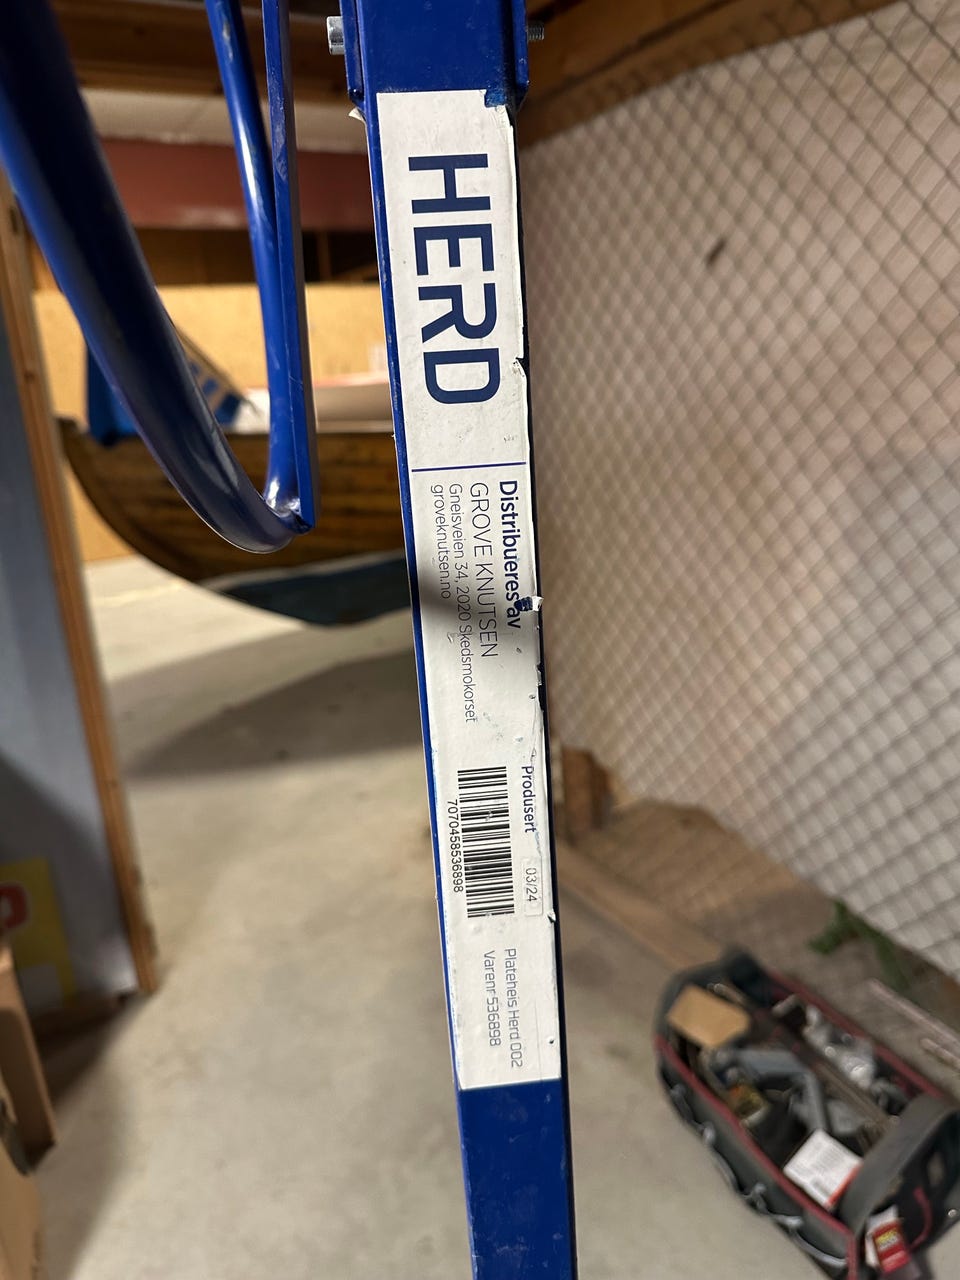 HERD
Distribueres av
GROVE KNUTSEN
Gneisveien 34, 2020 Skedsmokorset
groveknutsen.no
Produsert
03/24
7070458536898
Plateheis Herd 002
Varenr 536898